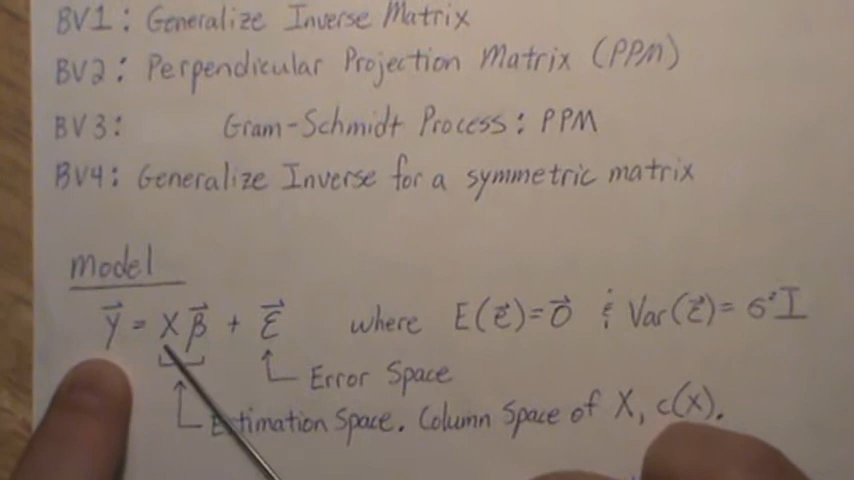 BV1: Generalize Inverse Matrix
BV2: Perpendicular Projection Matrix (PPM)
BV3: Gram-Schmidt Process: PPM
BV4: Generalize Inverse for a symmetric matrix
Model
Y⃗ = Xβ⃗ + ε⃗ where E(ε⃗)=0⃗ & Var(ε⃗)= σ²I
Error Space
Estimation Space. Column Space of X, c(X).